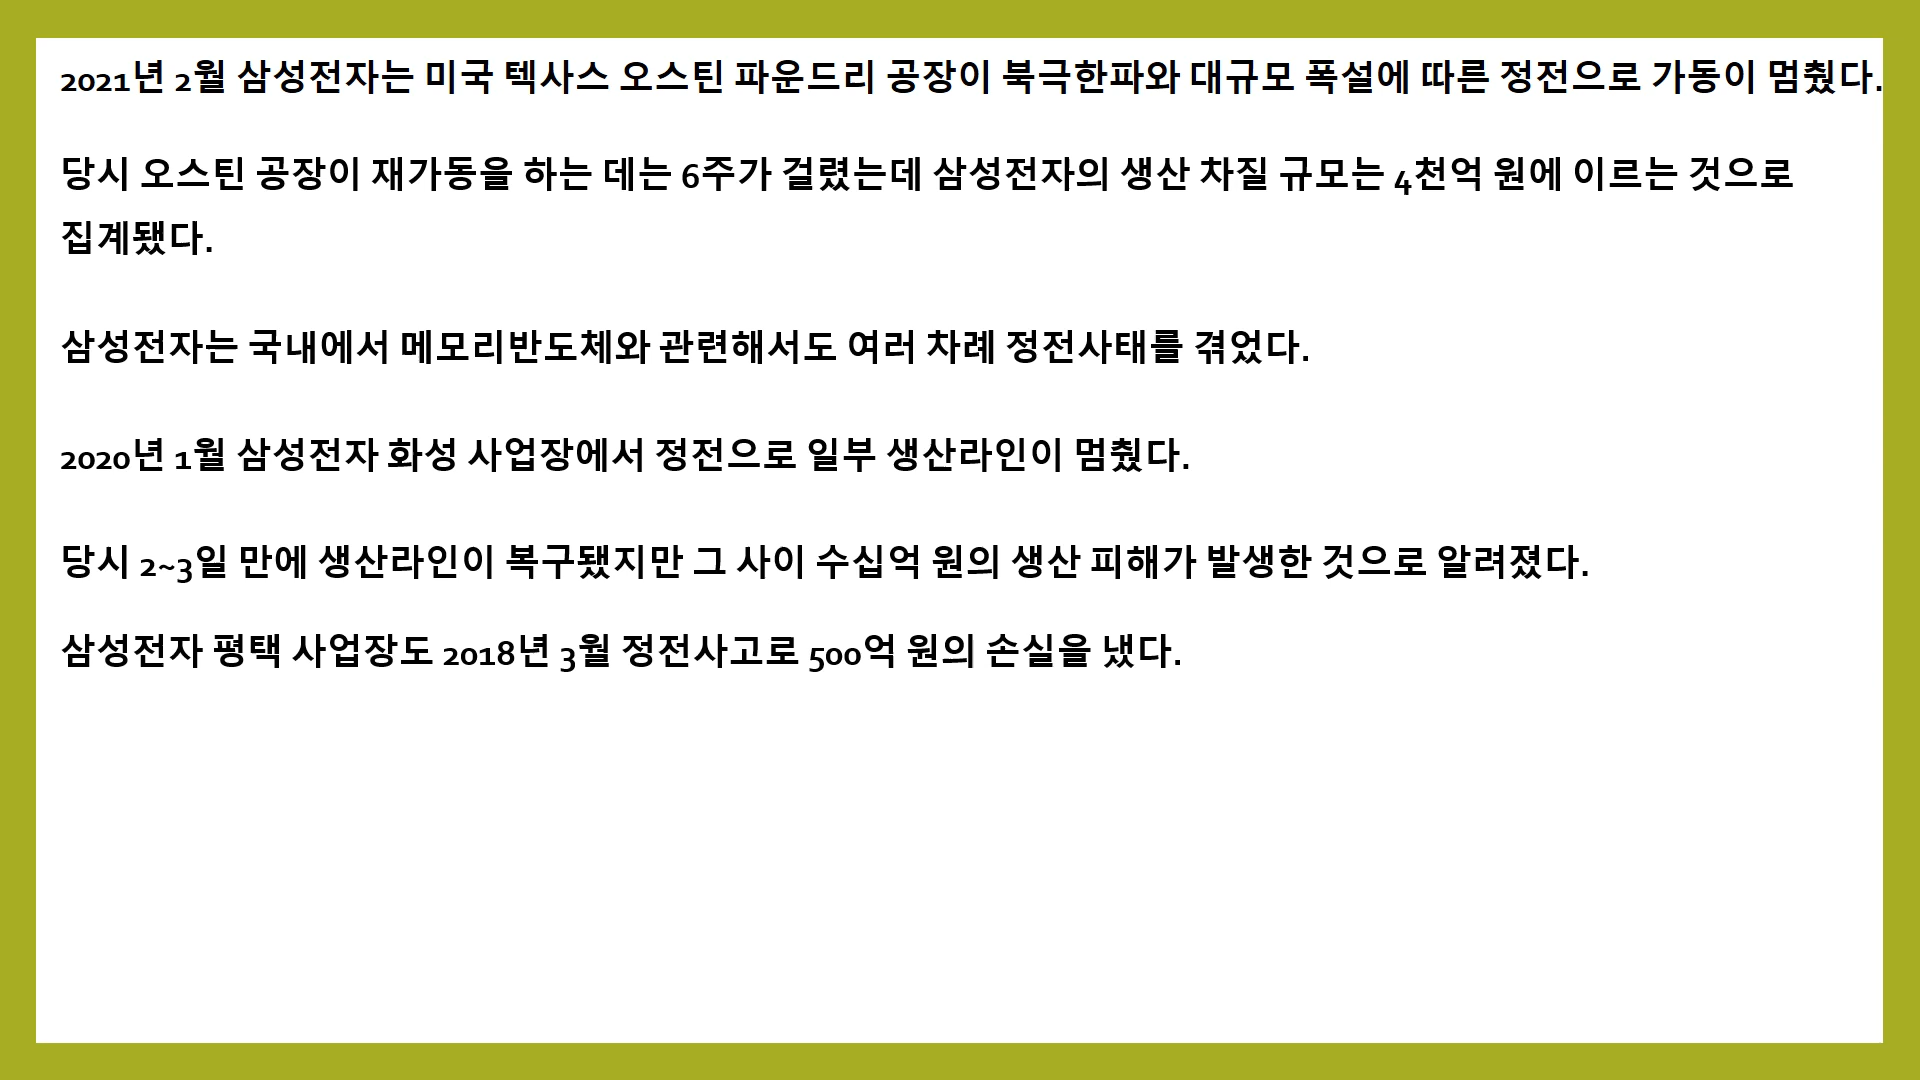 2021년 2월 삼성전자는 미국 텍사스 오스틴 파운드리 공장이 북극한파와 대규모 폭설에 따른 정전으로 가동이 멈췄다.
당시 오스틴 공장이 재가동을 하는 데는 6주가 걸렸는데 삼성전자의 생산 차질 규모는 4천억 원에 이르는 것으로
집계됐다.
삼성전자는 국내에서 메모리반도체와 관련해서도 여러 차례 정전사태를 겪었다.
2020년 1월 삼성전자 화성 사업장에서 정전으로 일부 생산라인이 멈췄다.
당시 2~3일 만에 생산라인이 복구됐지만 그 사이 수십억 원의 생산 피해가 발생한 것으로 알려졌다.
삼성전자 평택 사업장도 2018년 3월 정전사고로 500억 원의 손실을 냈다.